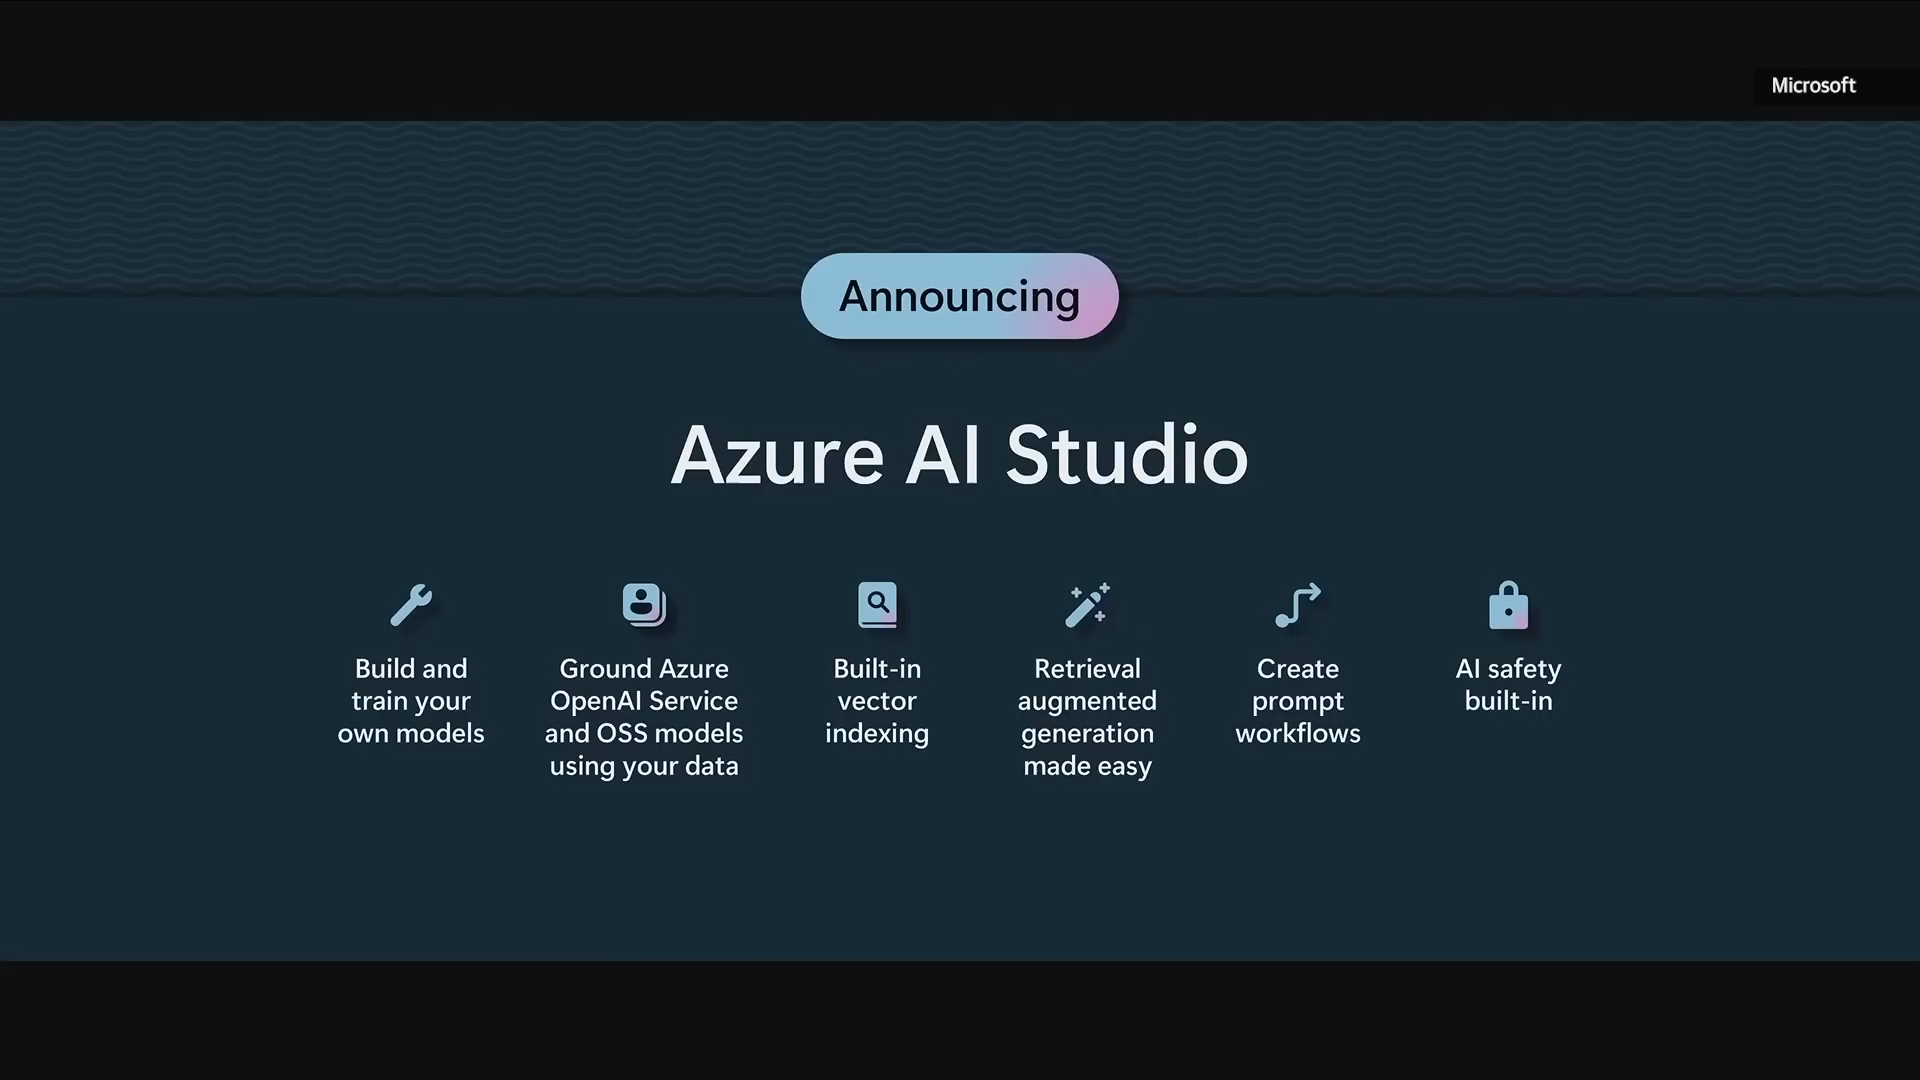 Microsoft
Announcing
Azure AI Studio
Build and
train your
own models
Ground Azure
OpenAI Service
and OSS models
using your data
Built-in
vector
indexing
Retrieval
augmented
generation
made easy
Create
prompt
workflows
AI safety
built-in